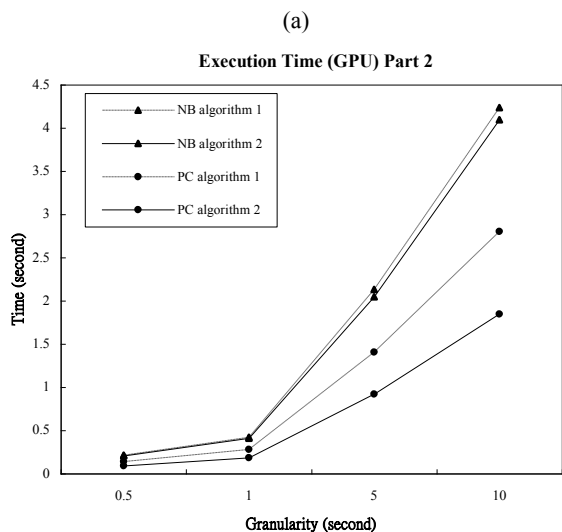 (a)
Execution Time (GPU) Part 2
4.5
4
3.5
3
2.5
2
1.5
1
0.5
0
Time (second)
NB algorithm 1
NB algorithm 2
PC algorithm 1
PC algorithm 2
0.5 1 5 10
Granularity (second)